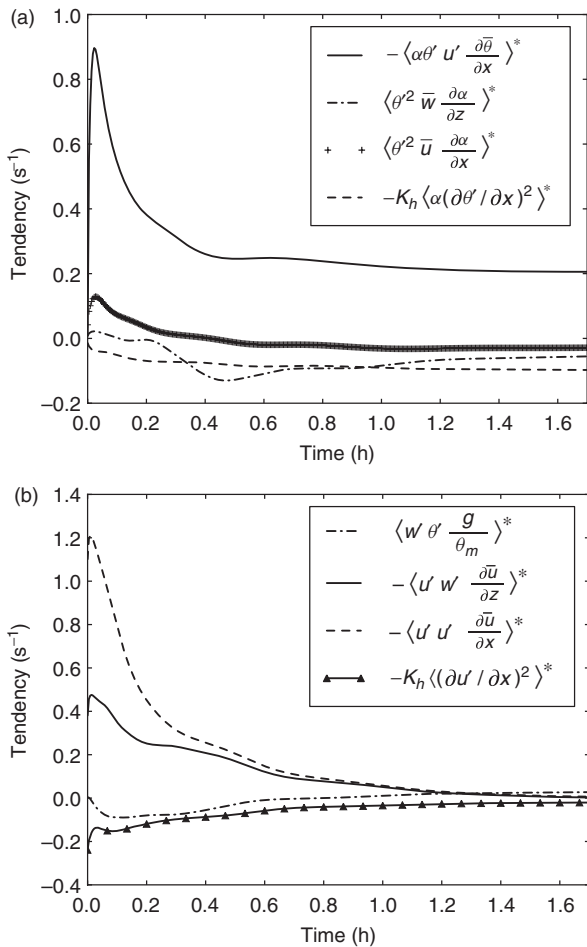 (a)
1.0
0.8
0.6
0.4
0.2
0.0
−0.2
Tendency (s⁻¹)
−⟨αθ′ u′ ∂θ̅/∂x⟩*
⟨θ′² w̅ ∂α/∂z⟩*
⟨θ′² u̅ ∂α/∂x⟩*
−Kₕ⟨α(∂θ′/∂x)²⟩*
0.0 0.2 0.4 0.6 0.8 1.0 1.2 1.4 1.6
Time (h)
(b)
1.4
1.2
1.0
0.8
0.6
0.4
0.2
0.0
−0.2
−0.4
Tendency (s⁻¹)
⟨w′ θ′ g/θₘ⟩*
−⟨u′ w′ ∂u̅/∂z⟩*
−⟨u′ u′ ∂u̅/∂x⟩*
−Kₕ⟨(∂u′/∂x)²⟩*
0.0 0.2 0.4 0.6 0.8 1.0 1.2 1.4 1.6
Time (h)